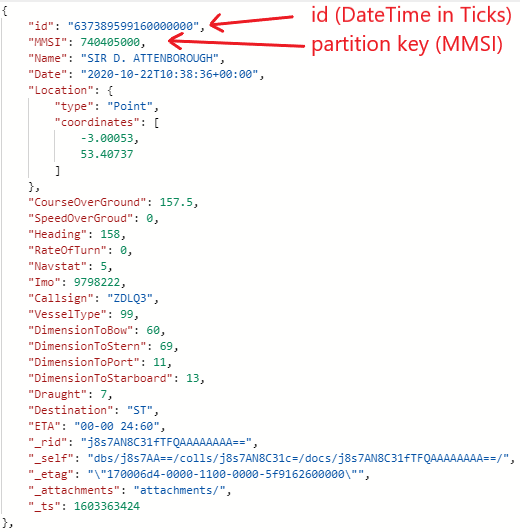 {
"id": "637389599160000000", id (DateTime in Ticks)
"MMSI": 740405000, partition key (MMSI)
"Name": "SIR D. ATTENBOROUGH",
"Date": "2020-10-22T10:38:36+00:00",
"Location": {
"type": "Point",
"coordinates": [
-3.00053,
53.40737
]
},
"CourseOverGround": 157.5,
"SpeedOverGroud": 0,
"Heading": 158,
"RateOfTurn": 0,
"Navstat": 5,
"Imo": 9798222,
"Callsign": "ZDLQ3",
"VesselType": 99,
"DimensionToBow": 60,
"DimensionToStern": 69,
"DimensionToPort": 11,
"DimensionToStarboard": 13,
"Draught": 7,
"Destination": "ST",
"ETA": "00-00 24:60",
"_rid": "j8s7AN8C31fTFQAAAAAAAA==",
"_self": "dbs/j8s7AA==/colls/j8s7AN8C31c=/docs/j8s7AN8C31fTFQAAAAAAAA==/",
"_etag": "\"170006d4-0000-1100-0000-5f9162600000\"",
"_attachments": "attachments/",
"_ts": 1603363424
},